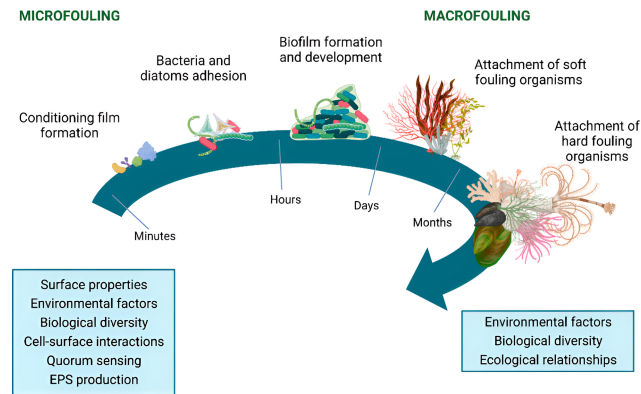 MICROFOULING
MACROFOULING
Conditioning film
formation
Bacteria and
diatoms adhesion
Biofilm formation
and development
Attachment of soft
fouling organisms
Attachment of
hard fouling
organisms
Minutes
Hours
Days
Months
Surface properties
Environmental factors
Biological diversity
Cell-surface interactions
Quorum sensing
EPS production
Environmental factors
Biological diversity
Ecological relationships